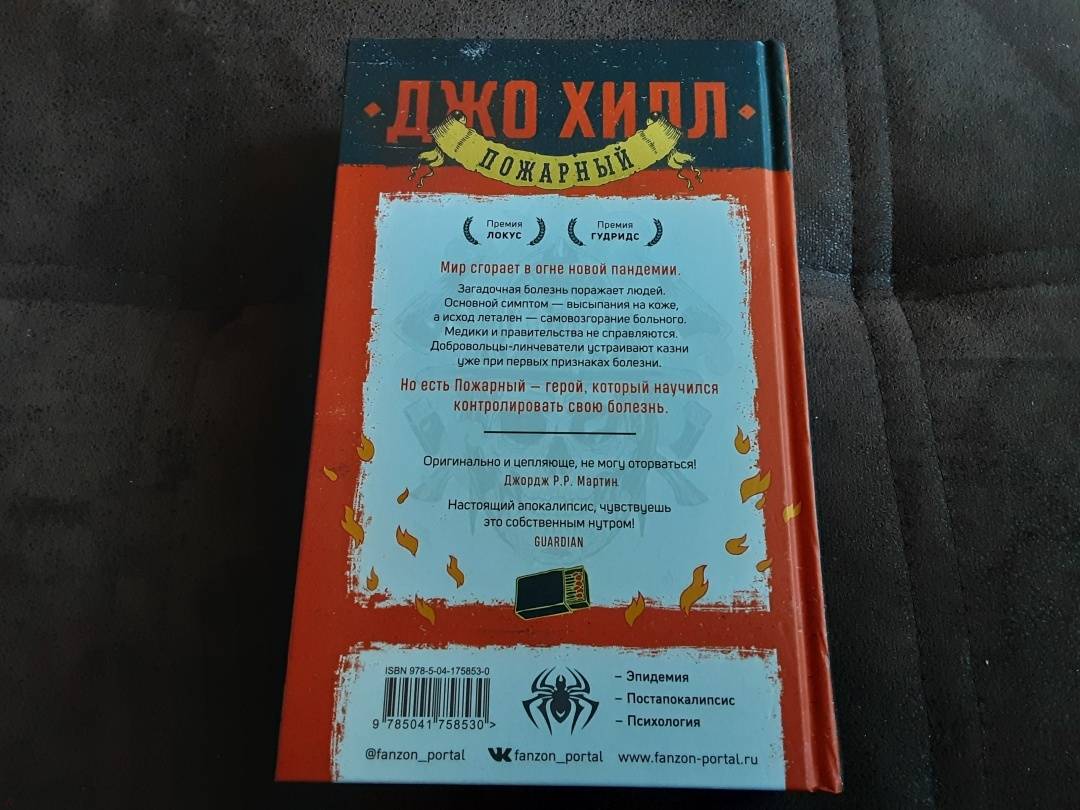 ДЖО ХИЛЛ
ПОЖАРНЫЙ
Премия
ЛОКУС
Премия
ГУДРИДС
Мир сгорает в огне новой пандемии.
Загадочная болезнь поражает людей.
Основной симптом — высыпания на коже,
а исход летален — самовозгорание больного.
Медики и правительства не справляются.
Добровольцы-линчеватели устраивают казни
уже при первых признаках болезни.
Но есть Пожарный — герой, который научился
контролировать свою болезнь.
Оригинально и цепляюще, не могу оторваться!
Джордж Р.Р. Мартин
Настоящий апокалипсис, чувствуешь
это собственным нутром!
GUARDIAN
ISBN 978-5-04-175853-0
9 785041 758530>
– Эпидемия
– Постапокалипсис
– Психология
@fanzon_portal
fanzon_portal
www.fanzon-portal.ru